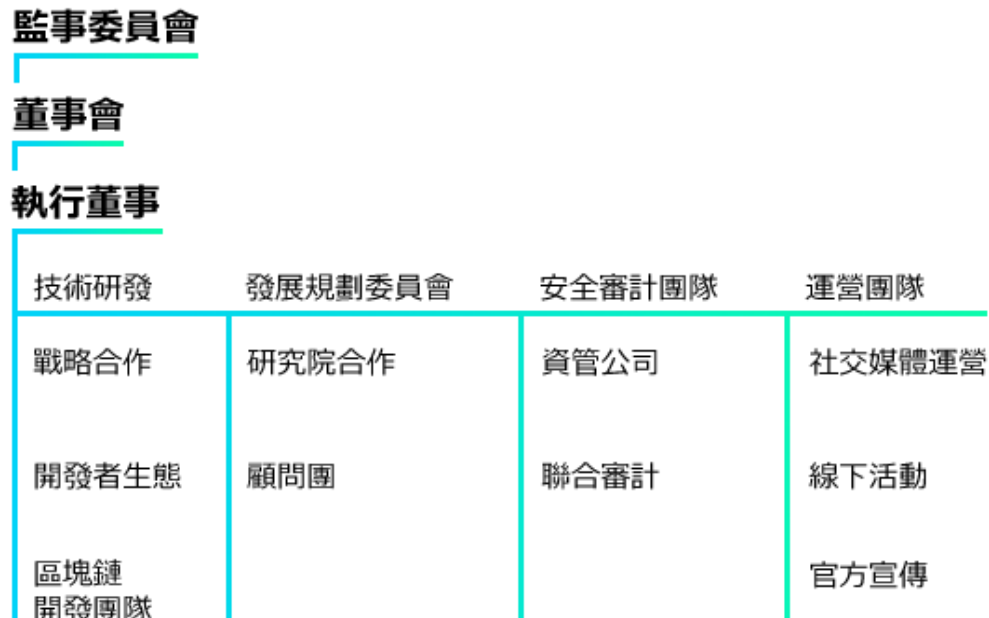 監事委員會
董事會
執行董事
技術研發
發展規劃委員會
安全審計團隊
運營團隊
戰略合作
研究院合作
資管公司
社交媒體運營
開發者生態
顧問團
聯合審計
線下活動
區塊鏈
開發團隊
官方宣傳